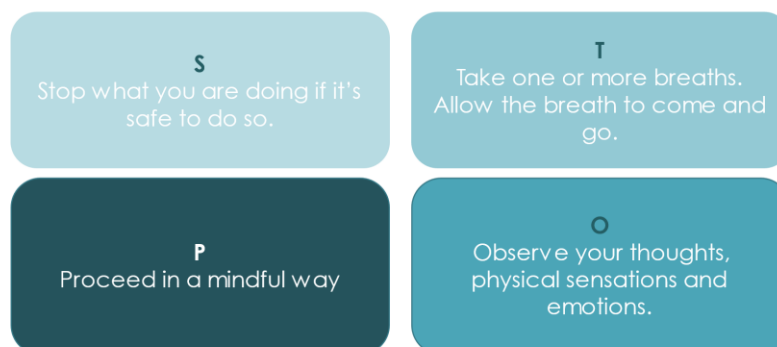 S
Stop what you are doing if it's
safe to do so.
T
Take one or more breaths.
Allow the breath to come and
go.
P
Proceed in a mindful way
O
Observe your thoughts,
physical sensations and
emotions.